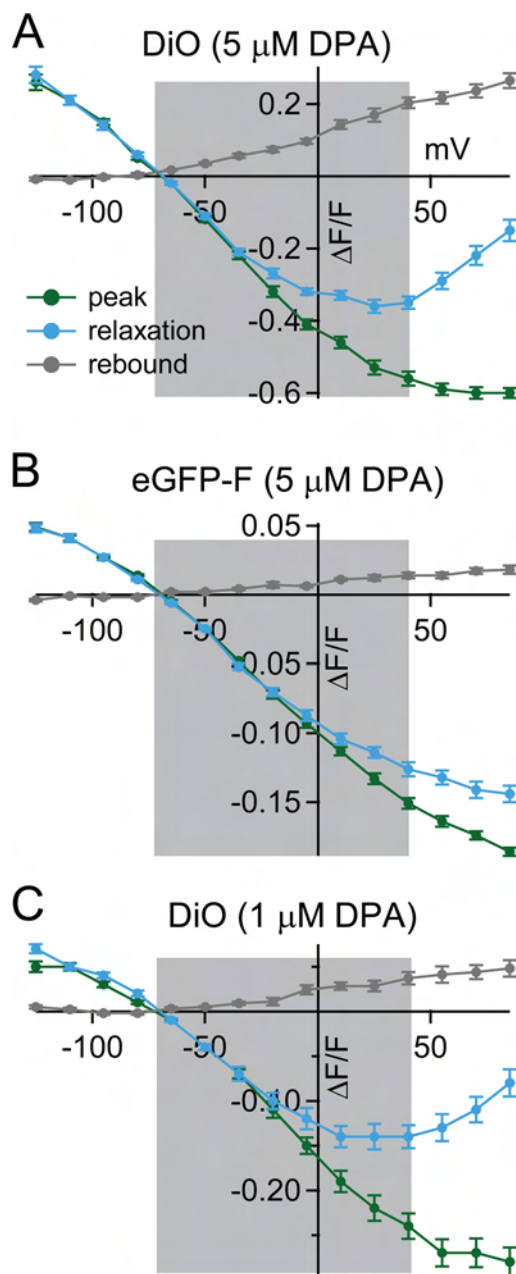 A
DiO (5 μM DPA)
0.2
mV
-100
-50
50
-0.2
ΔF/F
peak
relaxation
rebound
-0.4
-0.6
B
eGFP-F (5 μM DPA)
0.05
-100
-50
50
-0.05
ΔF/F
-0.10
-0.15
C
DiO (1 μM DPA)
-100
-50
50
-0.10
ΔF/F
-0.20